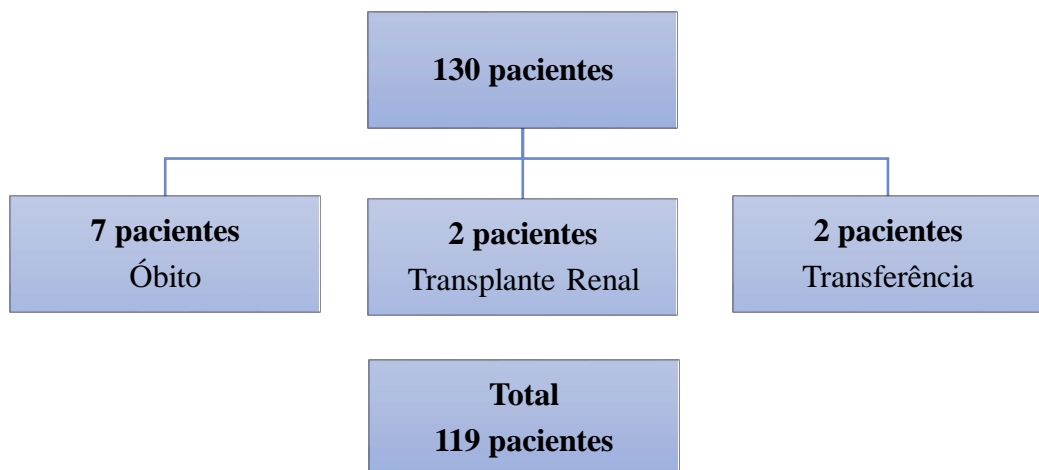 130 pacientes
7 pacientes
Óbito
2 pacientes
Transplante Renal
2 pacientes
Transferência
Total
119 pacientes